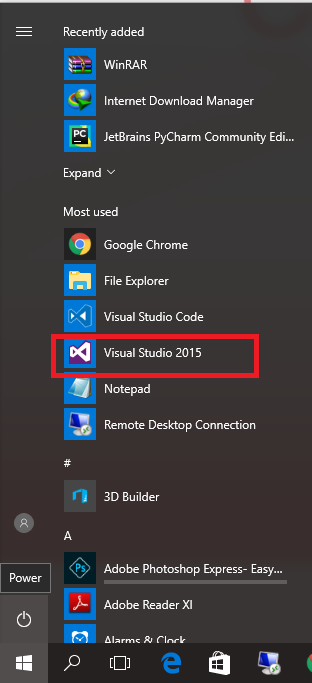 Recently added
WinRAR
Internet Download Manager
JetBrains PyCharm Community Edi...
Expand
Most used
Google Chrome
File Explorer
Visual Studio Code
Visual Studio 2015
Notepad
Remote Desktop Connection
#
3D Builder
A
Adobe Photoshop Express- Easy...
Power
Adobe Reader XI
Alarms & Clock